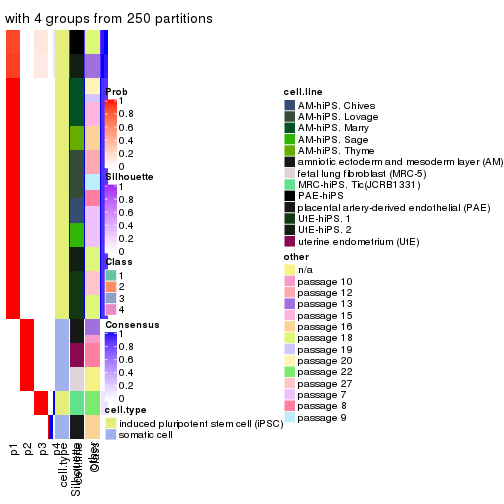 with 4 groups from 250 partitions
Prob
1
0.8
0.6
0.4
0.2
0
Silhouette
1
0.8
0.6
0.4
0.2
0
Class
1
2
3
4
Consensus
1
0.8
0.6
0.4
0.2
0
cell.type
induced pluripotent stem cell (iPSC)
somatic cell
cell.line
AM-hiPS. Chives
AM-hiPS. Lovage
AM-hiPS. Marry
AM-hiPS. Sage
AM-hiPS. Thyme
amniotic ectoderm and mesoderm layer (AM)
fetal lung fibroblast (MRC-5)
MRC-hiPS. Tic(JCRB1331)
PAE-hiPS
placental artery-derived endothelial (PAE)
UtE-hiPS. 1
UtE-hiPS. 2
uterine endometrium (UtE)
other
n/a
passage 10
passage 12
passage 13
passage 15
passage 16
passage 18
passage 19
passage 20
passage 22
passage 27
passage 7
passage 8
passage 9
p1
p2
p3
p4
cell.type
Silhouette
cell.line
other
Class